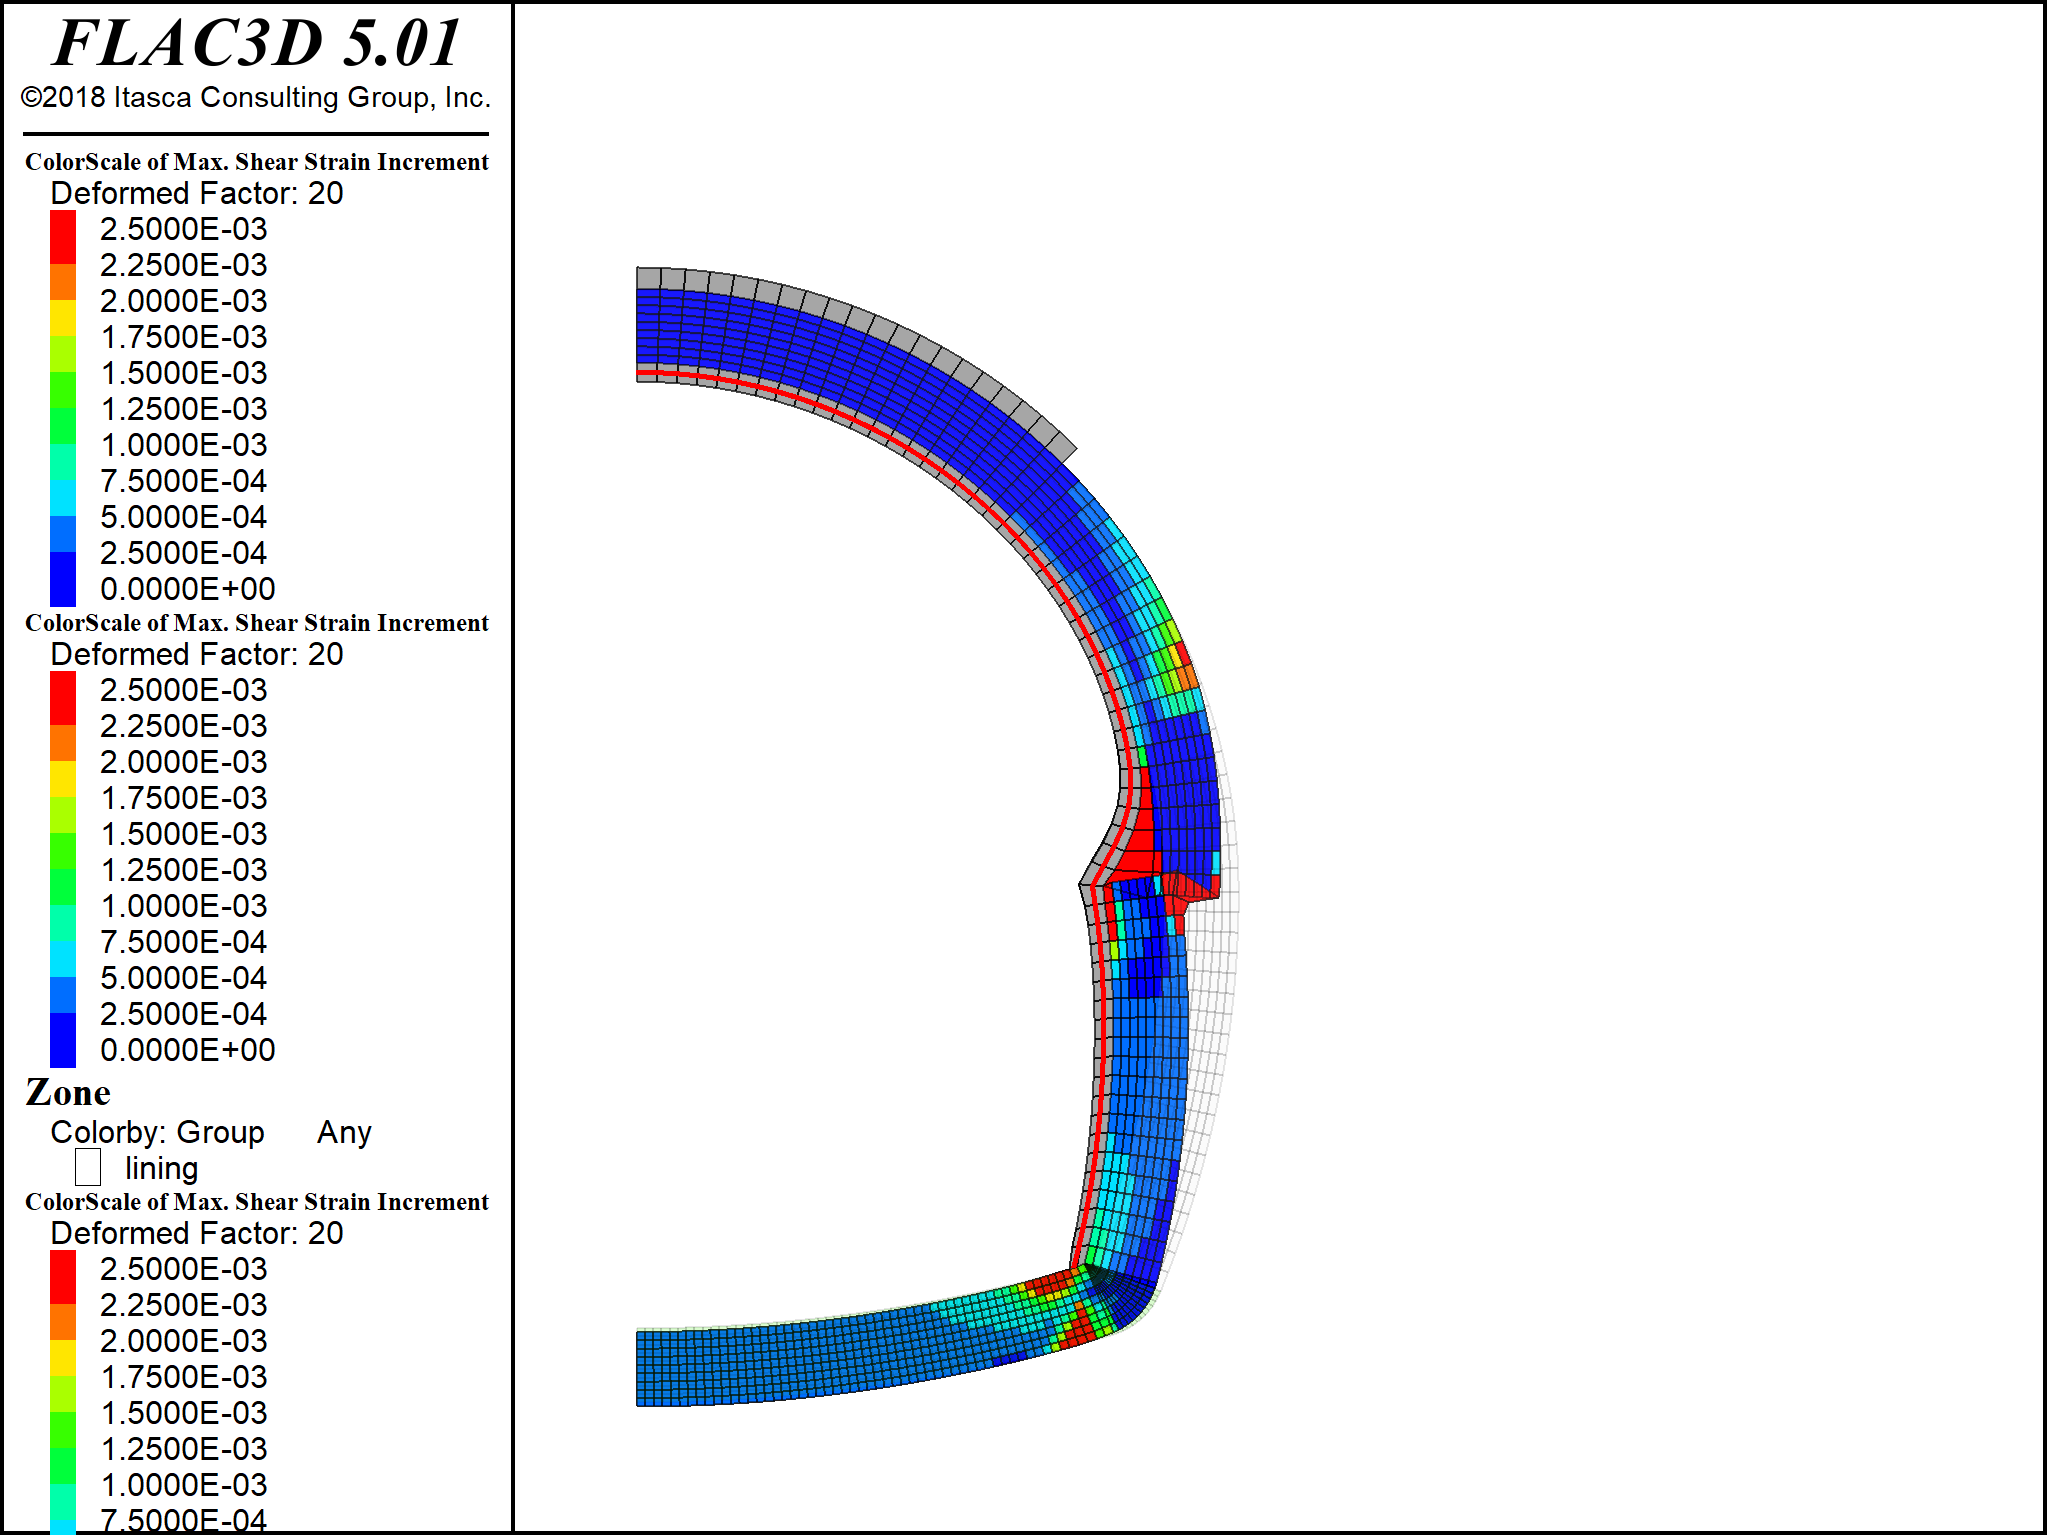 FLAC3D 5.01
©2018 Itasca Consulting Group, Inc.
ColorScale of Max. Shear Strain Increment
Deformed Factor: 20
2.5000E-03
2.2500E-03
2.0000E-03
1.7500E-03
1.5000E-03
1.2500E-03
1.0000E-03
7.5000E-04
5.0000E-04
2.5000E-04
0.0000E+00
ColorScale of Max. Shear Strain Increment
Deformed Factor: 20
2.5000E-03
2.2500E-03
2.0000E-03
1.7500E-03
1.5000E-03
1.2500E-03
1.0000E-03
7.5000E-04
5.0000E-04
2.5000E-04
0.0000E+00
Zone
Colorby: Group Any
lining
ColorScale of Max. Shear Strain Increment
Deformed Factor: 20
2.5000E-03
2.2500E-03
2.0000E-03
1.7500E-03
1.5000E-03
1.2500E-03
1.0000E-03
7.5000E-04